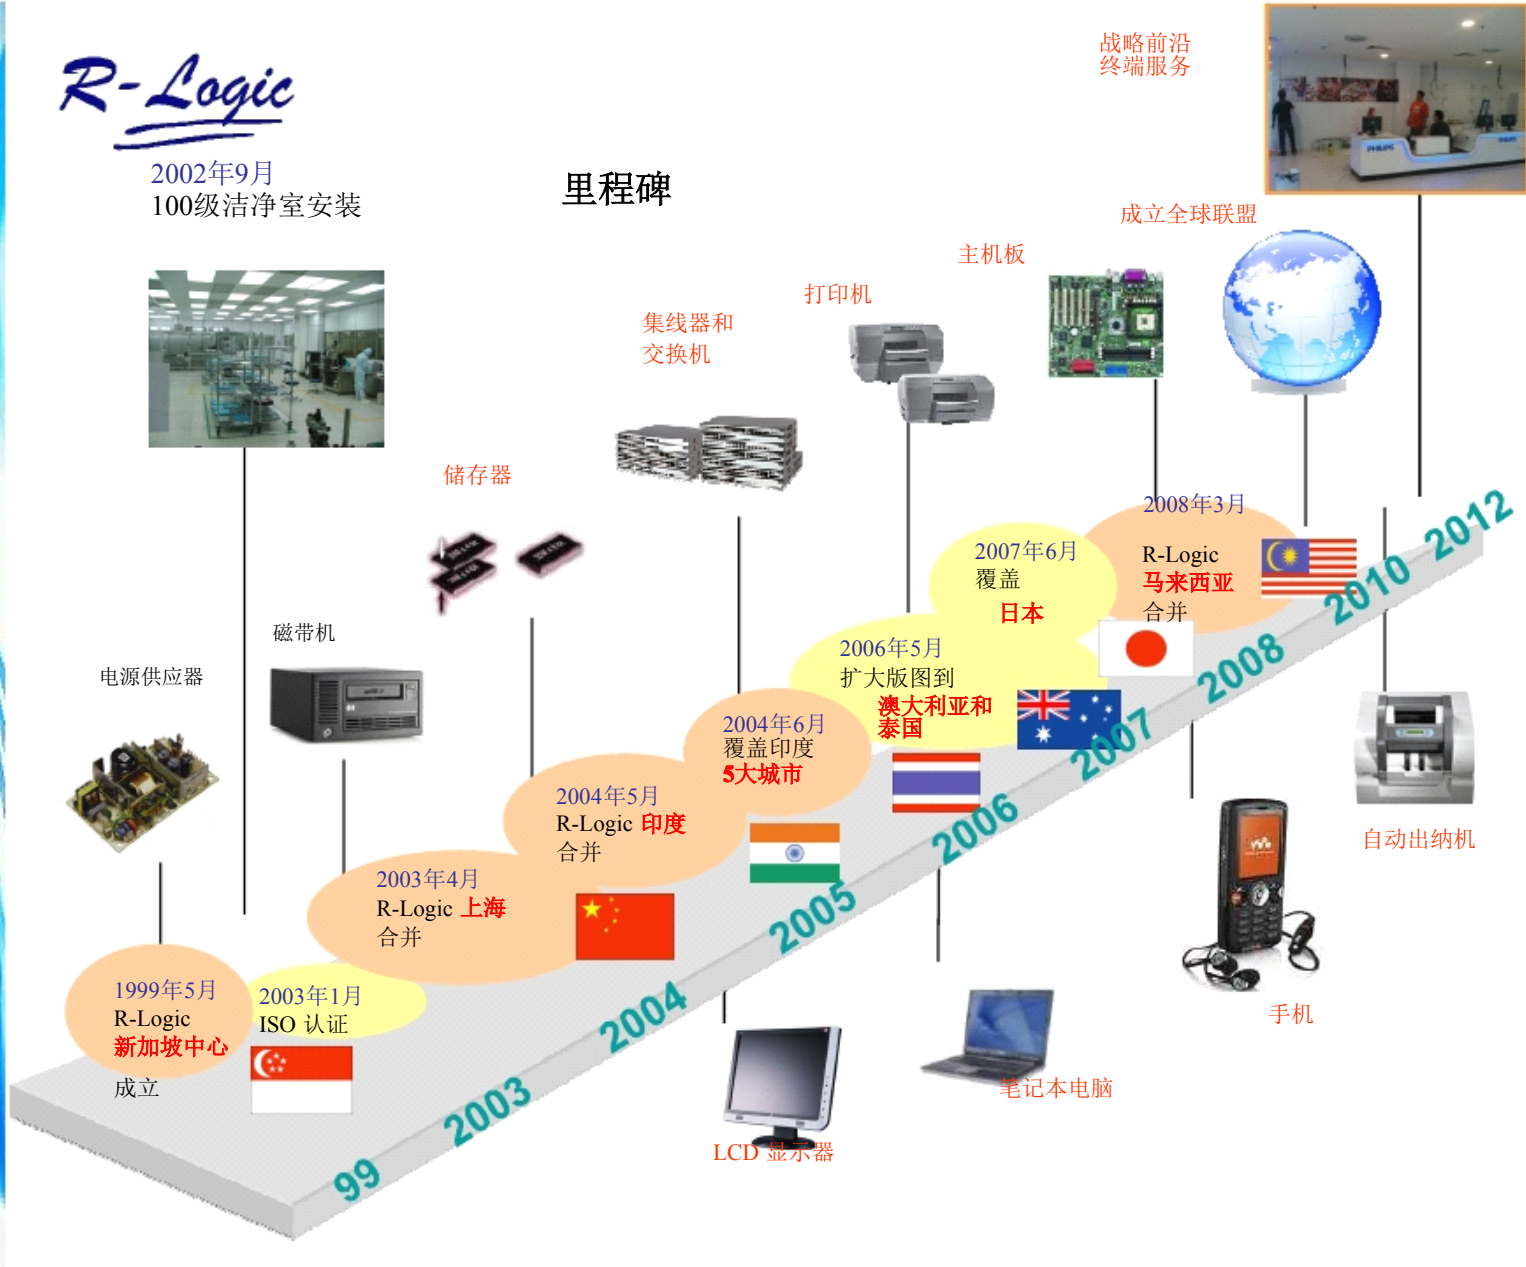 R-Logic
2002年9月
100级洁净室安装
里程碑
战略前沿
终端服务
成立全球联盟
主机板
打印机
集线器和
交换机
储存器
磁带机
电源供应器
PHILIPS
PHILIPS
1999年5月
R-Logic
新加坡中心
成立
2003年1月
ISO 认证
2003年4月
R-Logic 上海
合并
2004年5月
R-Logic 印度
合并
2004年6月
覆盖印度
5大城市
2006年5月
扩大版图到
澳大利亚和
泰国
2007年6月
覆盖
日本
2008年3月
R-Logic
马来西亚
合并
99
2003
2004
2005
2006
2007
2008
2010
2012
LCD 显示器
笔记本电脑
手机
自动出纳机